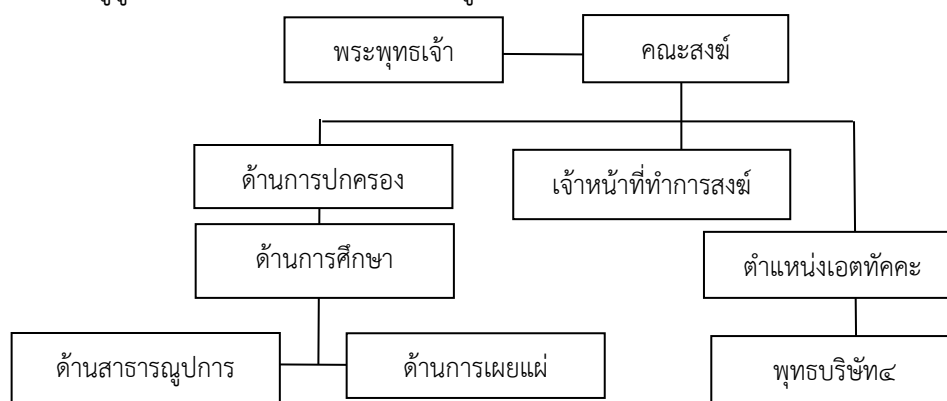 พระพุทธเจ้า
คณะสงฆ์
ด้านการปกครอง
เจ้าหน้าที่ทำการสงฆ์
ด้านการศึกษา
ตำแหน่งเอตทัคคะ
ด้านสาธารณูปการ
ด้านการเผยแผ่
พุทธบริษัท๔